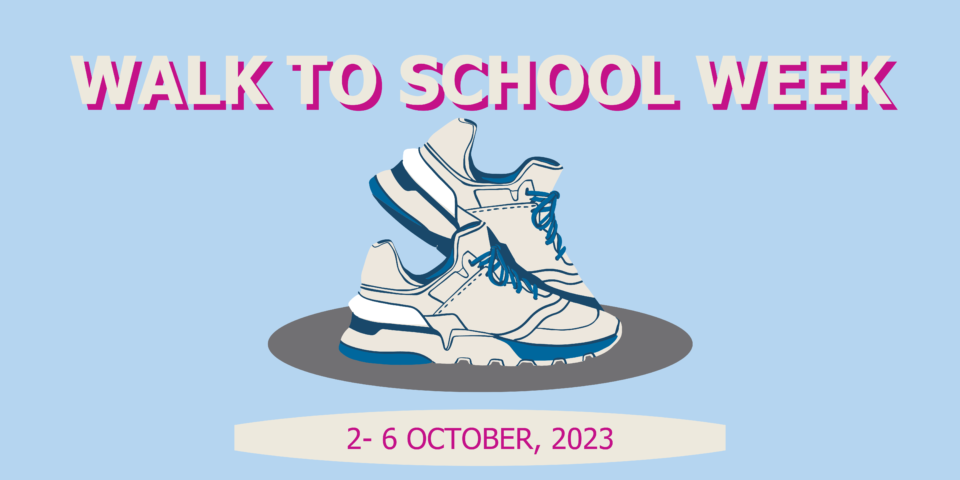 WALK TO SCHOOL WEEK
2- 6 OCTOBER, 2023